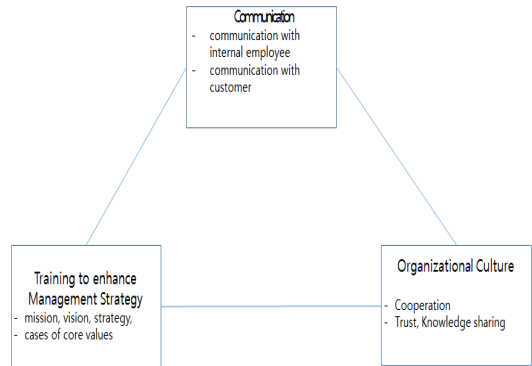 Communication
- communication with
internal employee
- communication with
customer
Training to enhance
Management Strategy
- mission, vision, strategy,
- cases of core values
Organizational Culture
- Cooperation
- Trust, Knowledge sharing